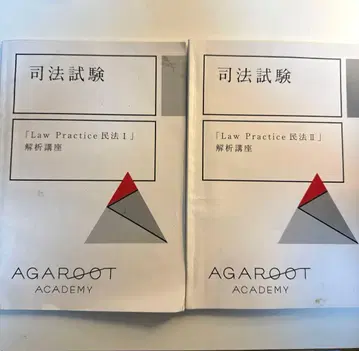 司法試験
「Law Practice 民法Ⅰ」
解析講座
AGAROOT
ACADEMY
司法試験
「Law Practice 民法Ⅱ」
解析講座
AGAROOT
ACADEMY